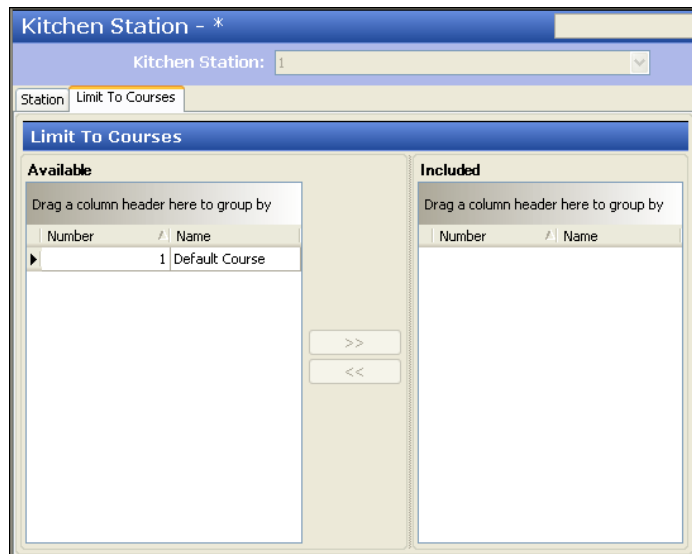 Kitchen Station - *
Kitchen Station: 1
Station Limit To Courses
Limit To Courses
Available Included
Drag a column header here to group by Drag a column header here to group by
Number Name Number Name
1 Default Course
>>
<<